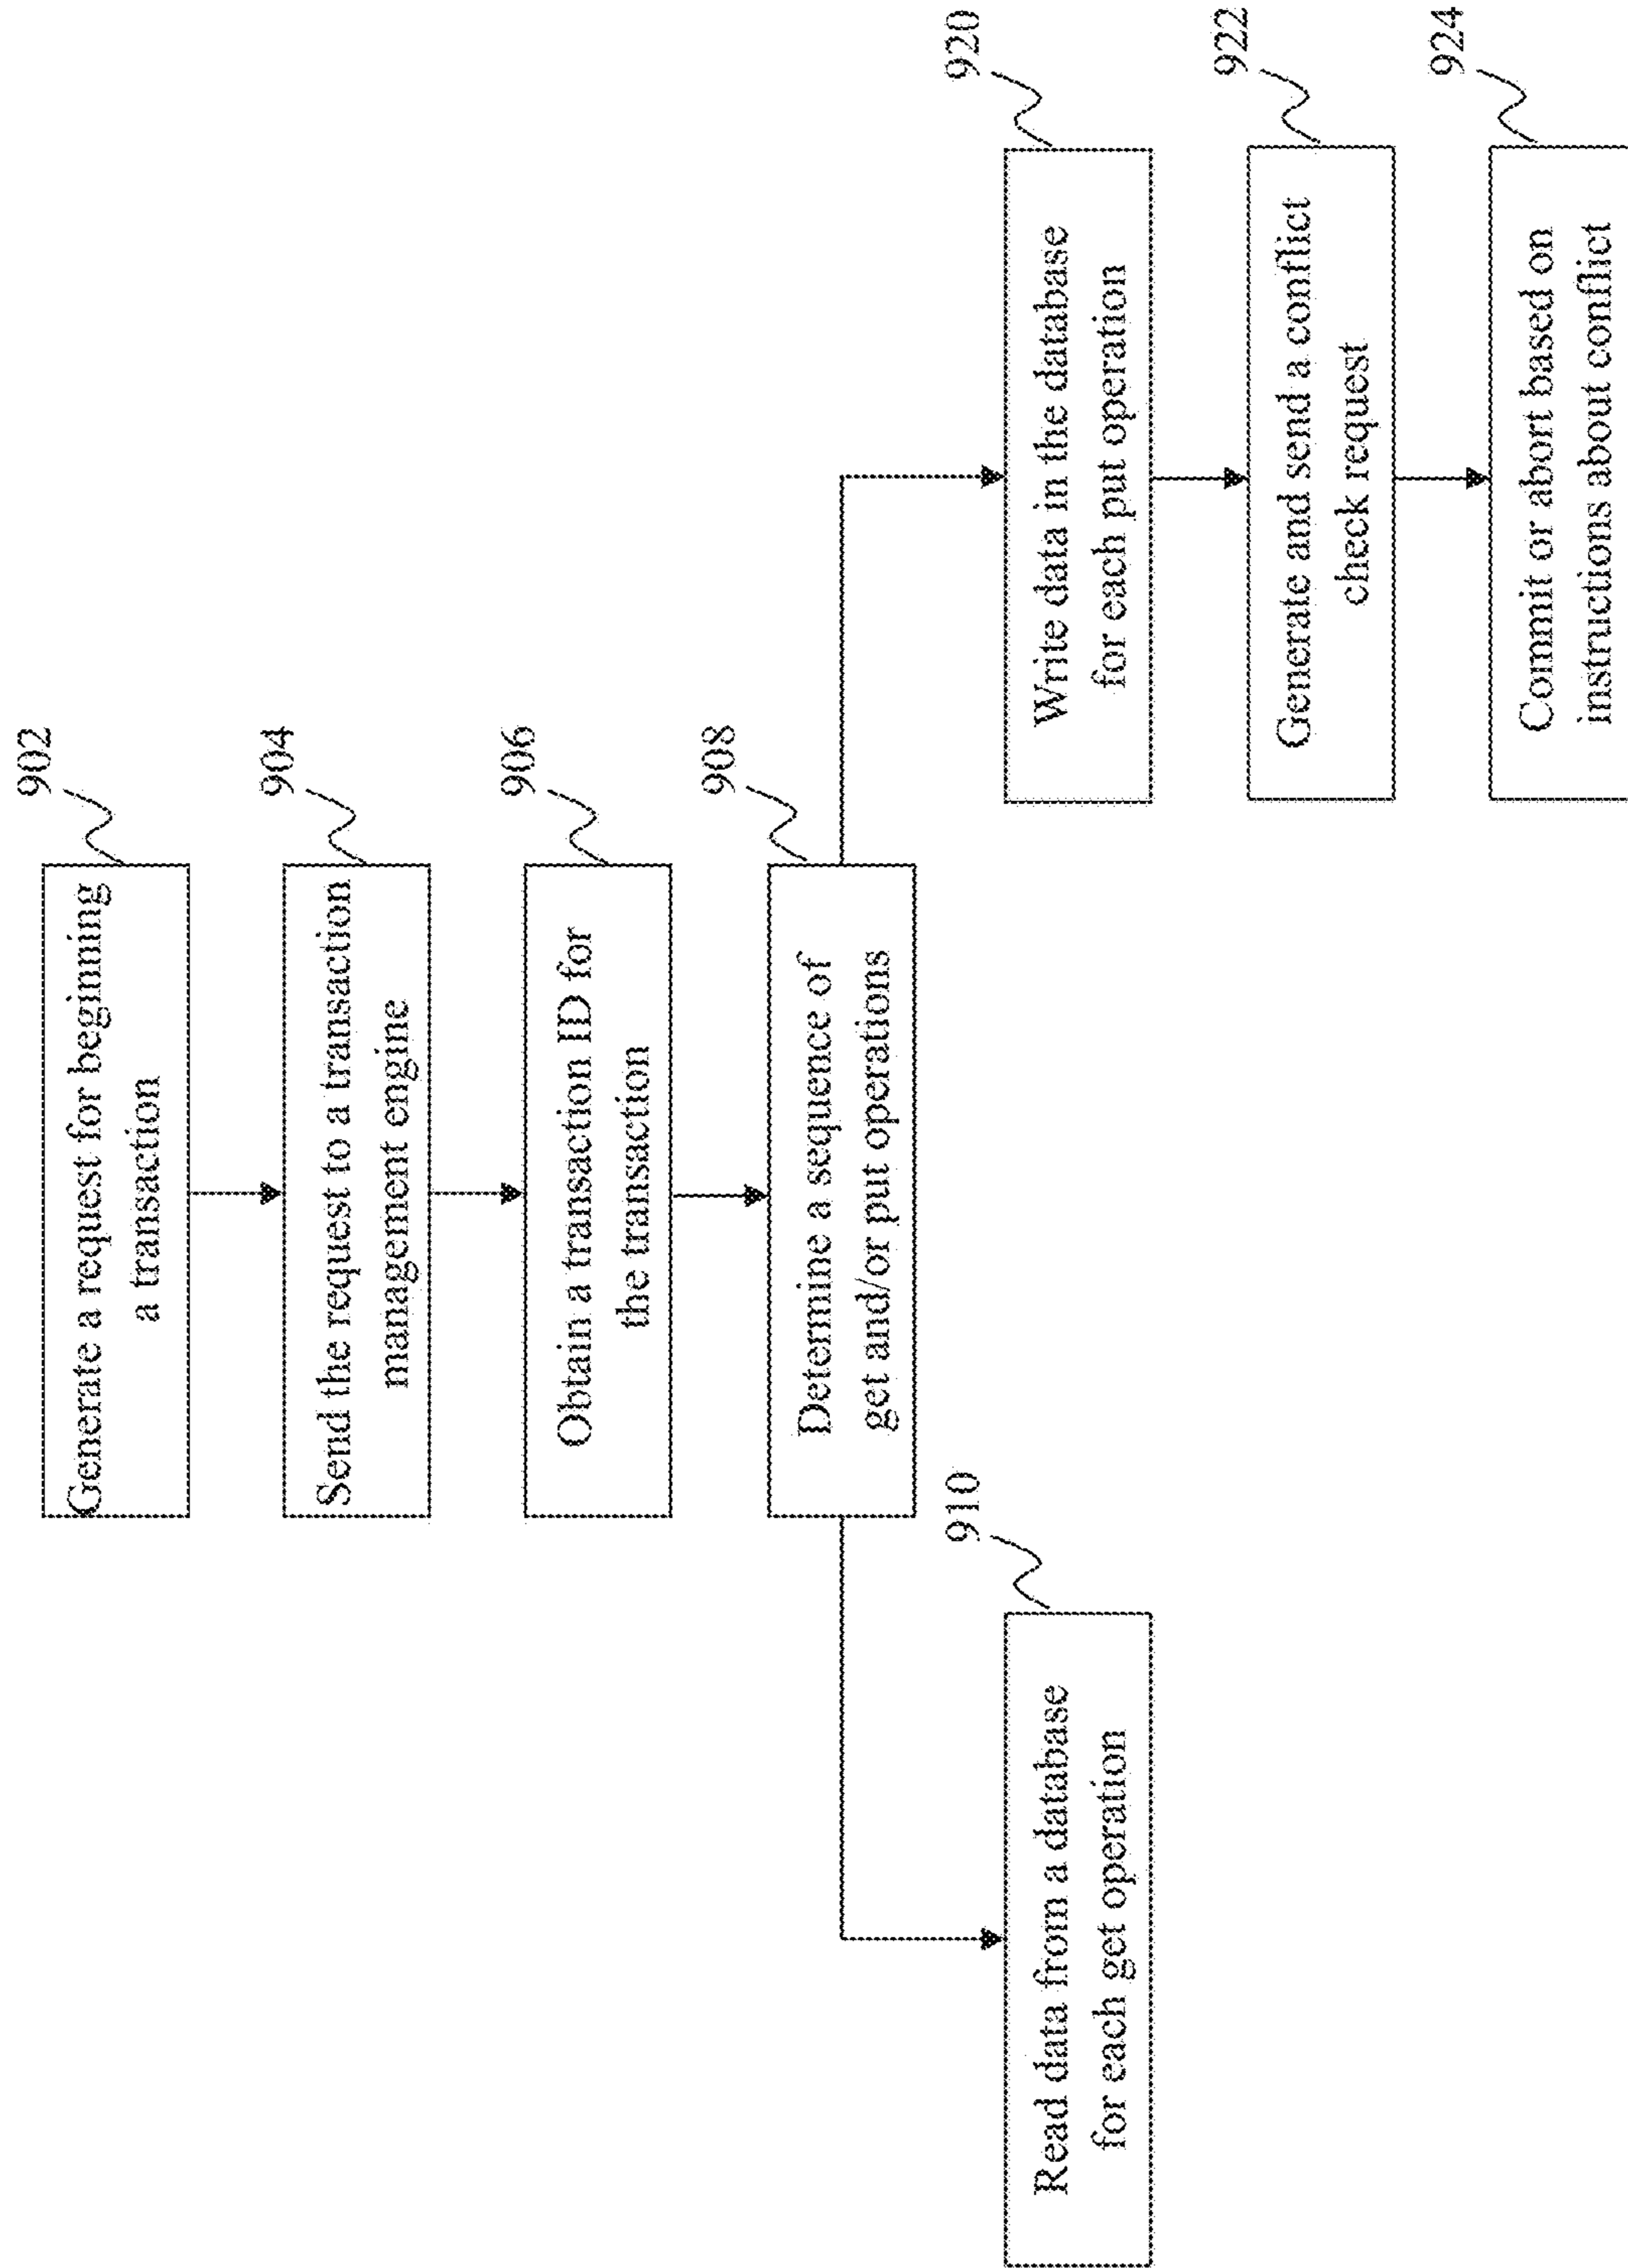 902
Generate a request for beginning
a transaction
904
Send the request to a transaction
management engine
906
Obtain a transaction ID for
the transaction
908
Determine a sequence of
get and/or put operations
910
Read data from a database
for each get operation
920
Write data in the database
for each put operation
922
Generate and send a conflict
check request
924
Commit or abort based on
instructions about conflict